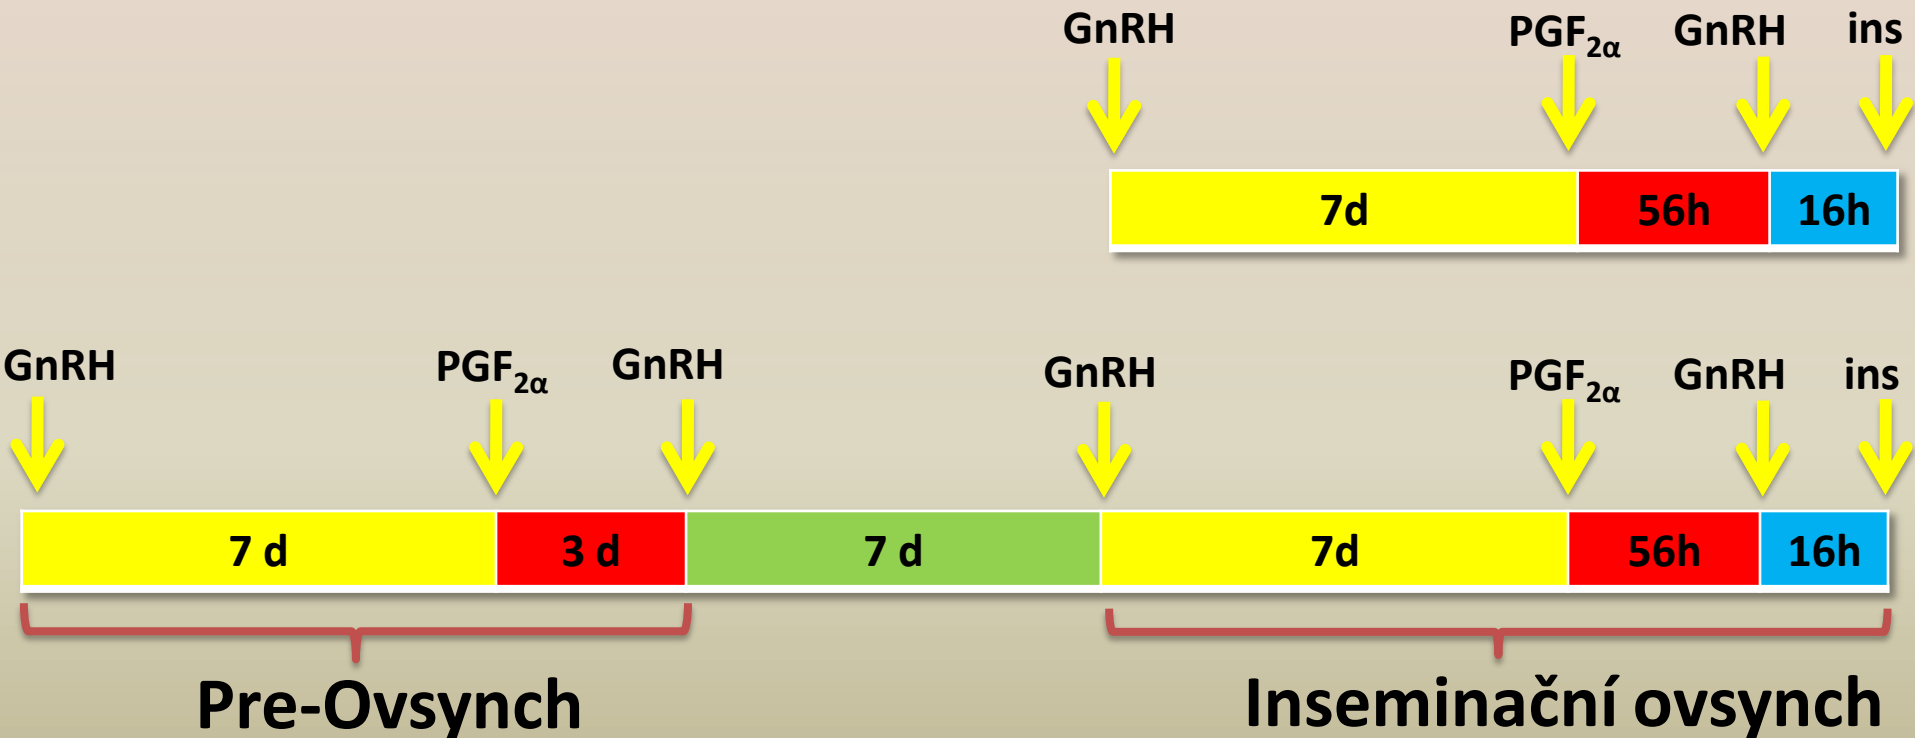 GnRH PGF2α GnRH ins
7d 56h 16h
GnRH PGF2α GnRH GnRH PGF2α GnRH ins
7 d 3 d 7 d 7d 56h 16h
Pre-Ovsynch Inseminační ovsynch